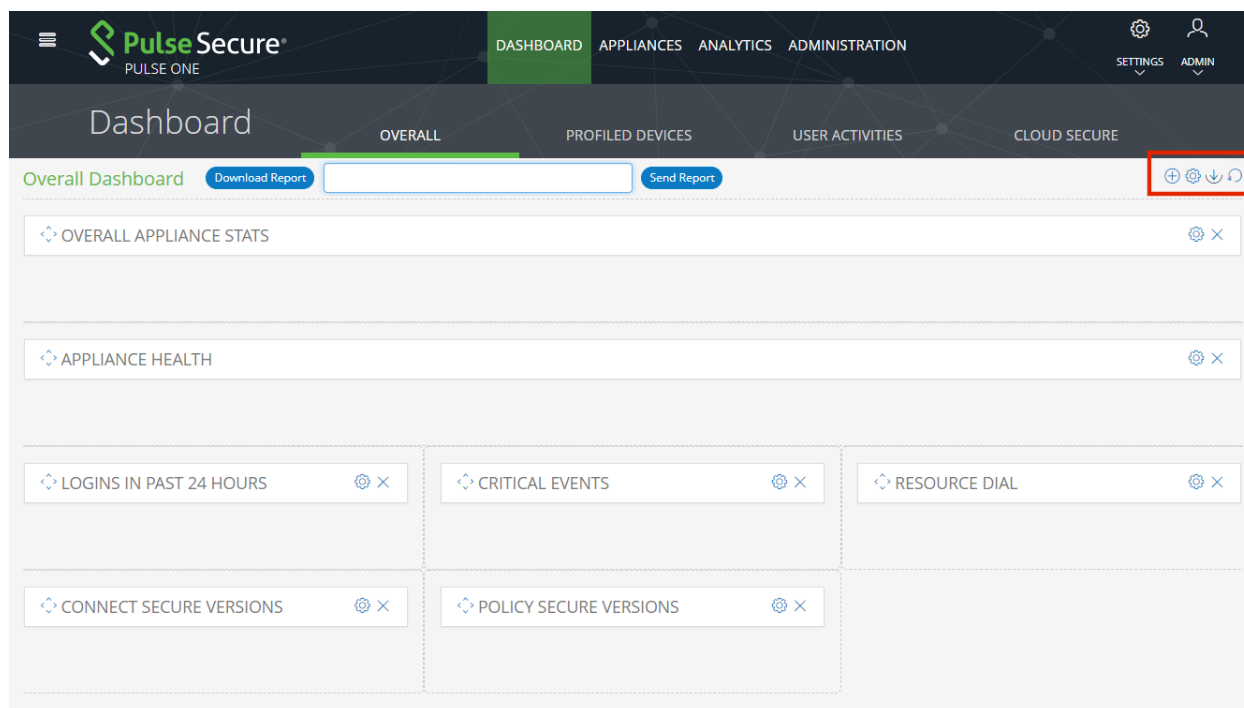 Pulse Secure®
PULSE ONE
DASHBOARD APPLIANCES ANALYTICS ADMINISTRATION
SETTINGS ADMIN
Dashboard
OVERALL PROFILED DEVICES USER ACTIVITIES CLOUD SECURE
Overall Dashboard Download Report Send Report
OVERALL APPLIANCE STATS
APPLIANCE HEALTH
LOGINS IN PAST 24 HOURS CRITICAL EVENTS RESOURCE DIAL
CONNECT SECURE VERSIONS POLICY SECURE VERSIONS